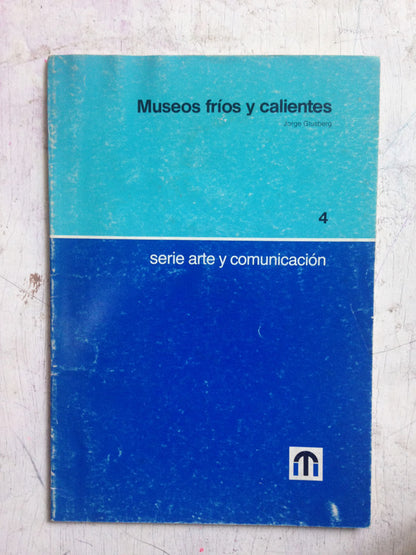 Museos fríos y calientes
Jorge Glusberg
4
serie arte y comunicación